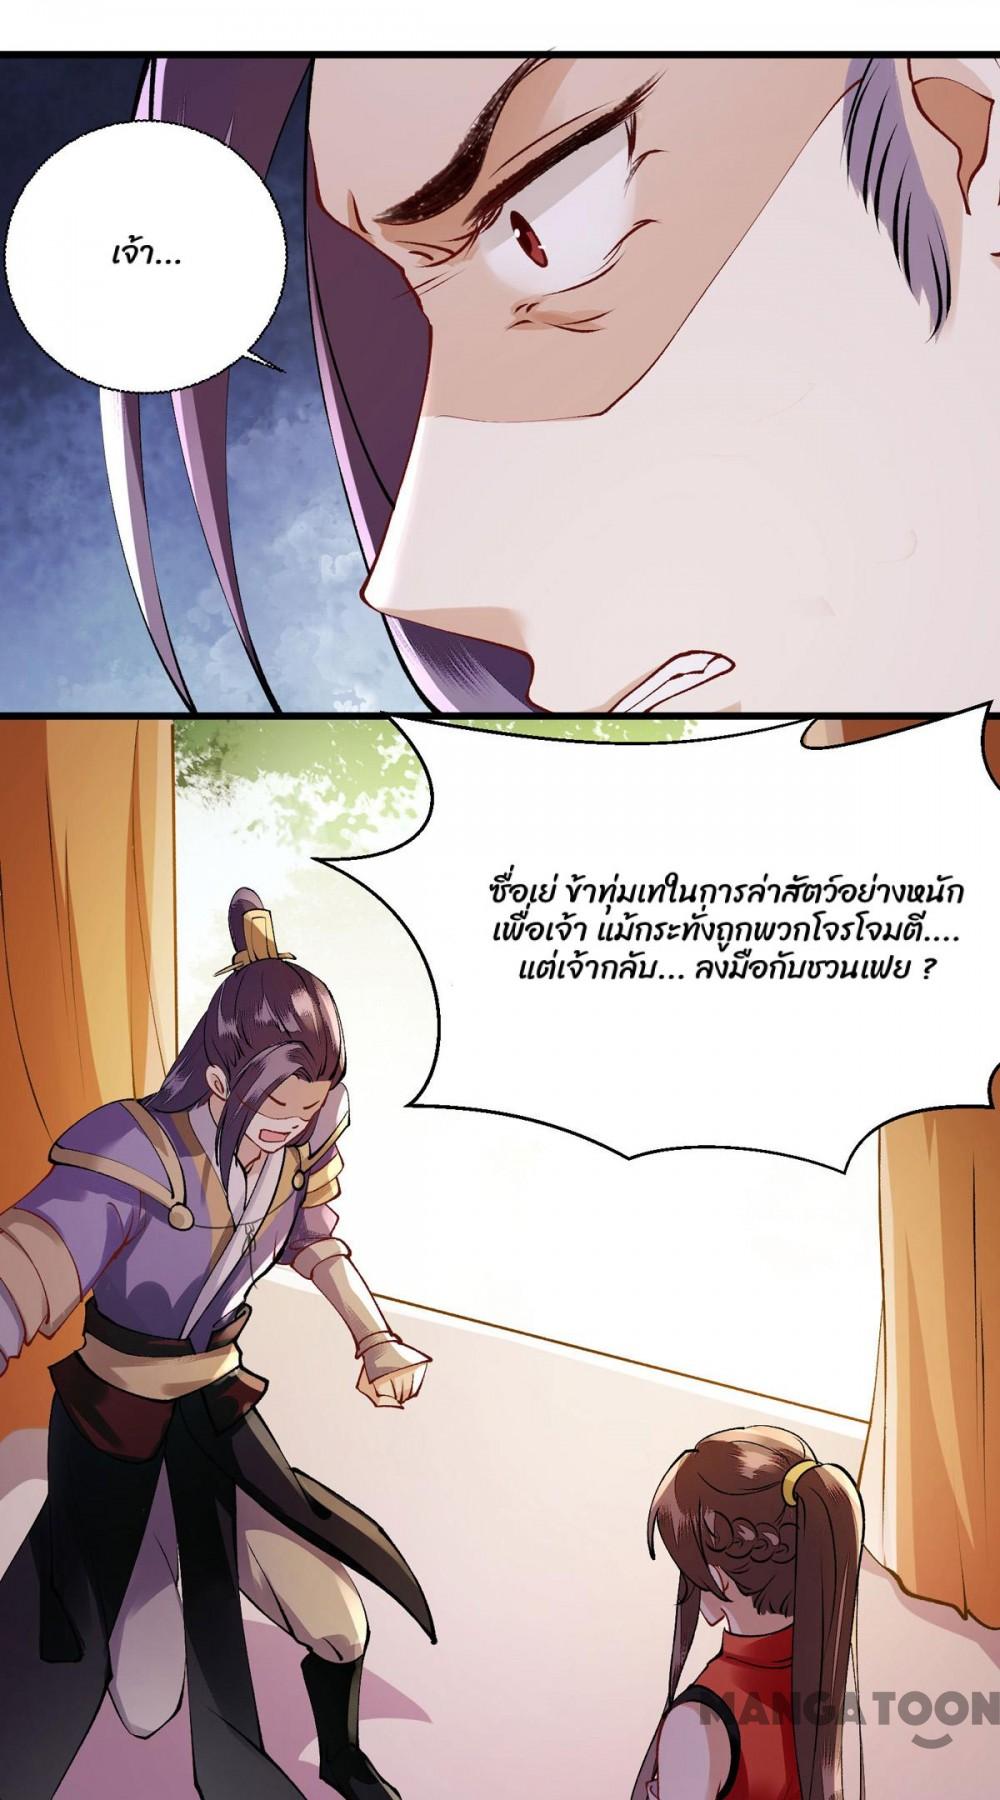 เจ้า...
ซื่อเย่ ข้าทุ่มเทในการล่าสัตว์อย่างหนัก
เพื่อเจ้า แม้กระทั่งถูกพวกโจรโจมตี....
แต่เจ้ากลับ... ลงมือกับชวนเฟย ?
MANGATOON